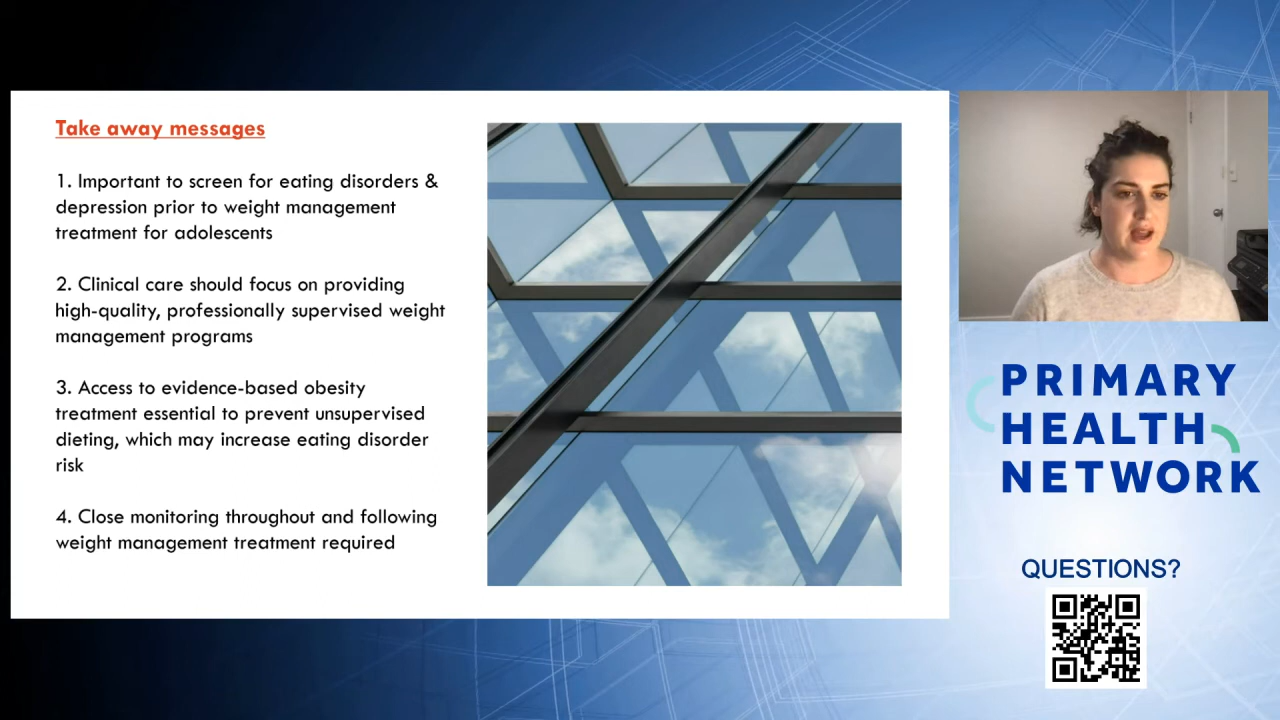 Take away messages
1. Important to screen for eating disorders &
depression prior to weight management
treatment for adolescents
2. Clinical care should focus on providing
high-quality, professionally supervised weight
management programs
3. Access to evidence-based obesity
treatment essential to prevent unsupervised
dieting, which may increase eating disorder
risk
4. Close monitoring throughout and following
weight management treatment required
PRIMARY
HEALTH
NETWORK
QUESTIONS?